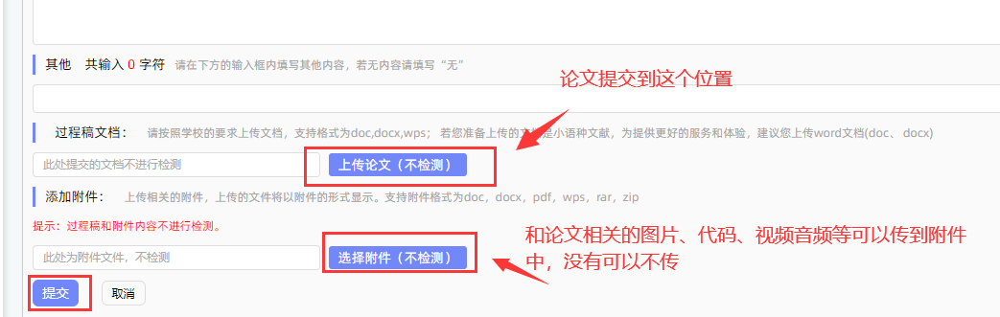 其他 共输入 0 字符 请在下方的输入框内填写其他内容，若无内容请填写“无”
论文提交到这个位置
过程稿文档： 请按照学校的要求上传文档，支持格式为doc,docx,wps； 若您准备上传的文 是小语种文献，为提供更好的服务和体验，建议您上传word文档(doc、docx)
此处提交的文档不进行检测 上传论文（不检测）
添加附件： 上传相关的附件，上传的文件将以附件的形式显示。支持附件格式为doc，docx，pdf，wps，rar，zip
提示：过程稿和附件内容不进行检测。
和论文相关的图片、代码、视频音频等可以传到附件
中，没有可以不传
此处为附件文件，不检测 选择附件（不检测）
提交 取消